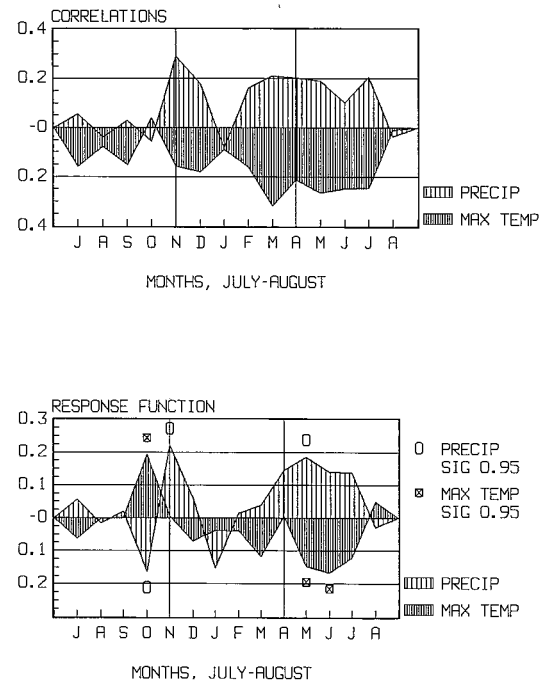 CORRELATIONS
0.4
0.2
-0
0.2
0.4
J A S O N D J F M A M J J A
PRECIP
MAX TEMP
MONTHS, JULY-AUGUST
RESPONSE FUNCTION
0.3
0.2
0.1
-0
0.1
0.2
PRECIP
SIG 0.95
MAX TEMP
SIG 0.95
PRECIP
MAX TEMP
J A S O N D J F M A M J J A
MONTHS, JULY-AUGUST